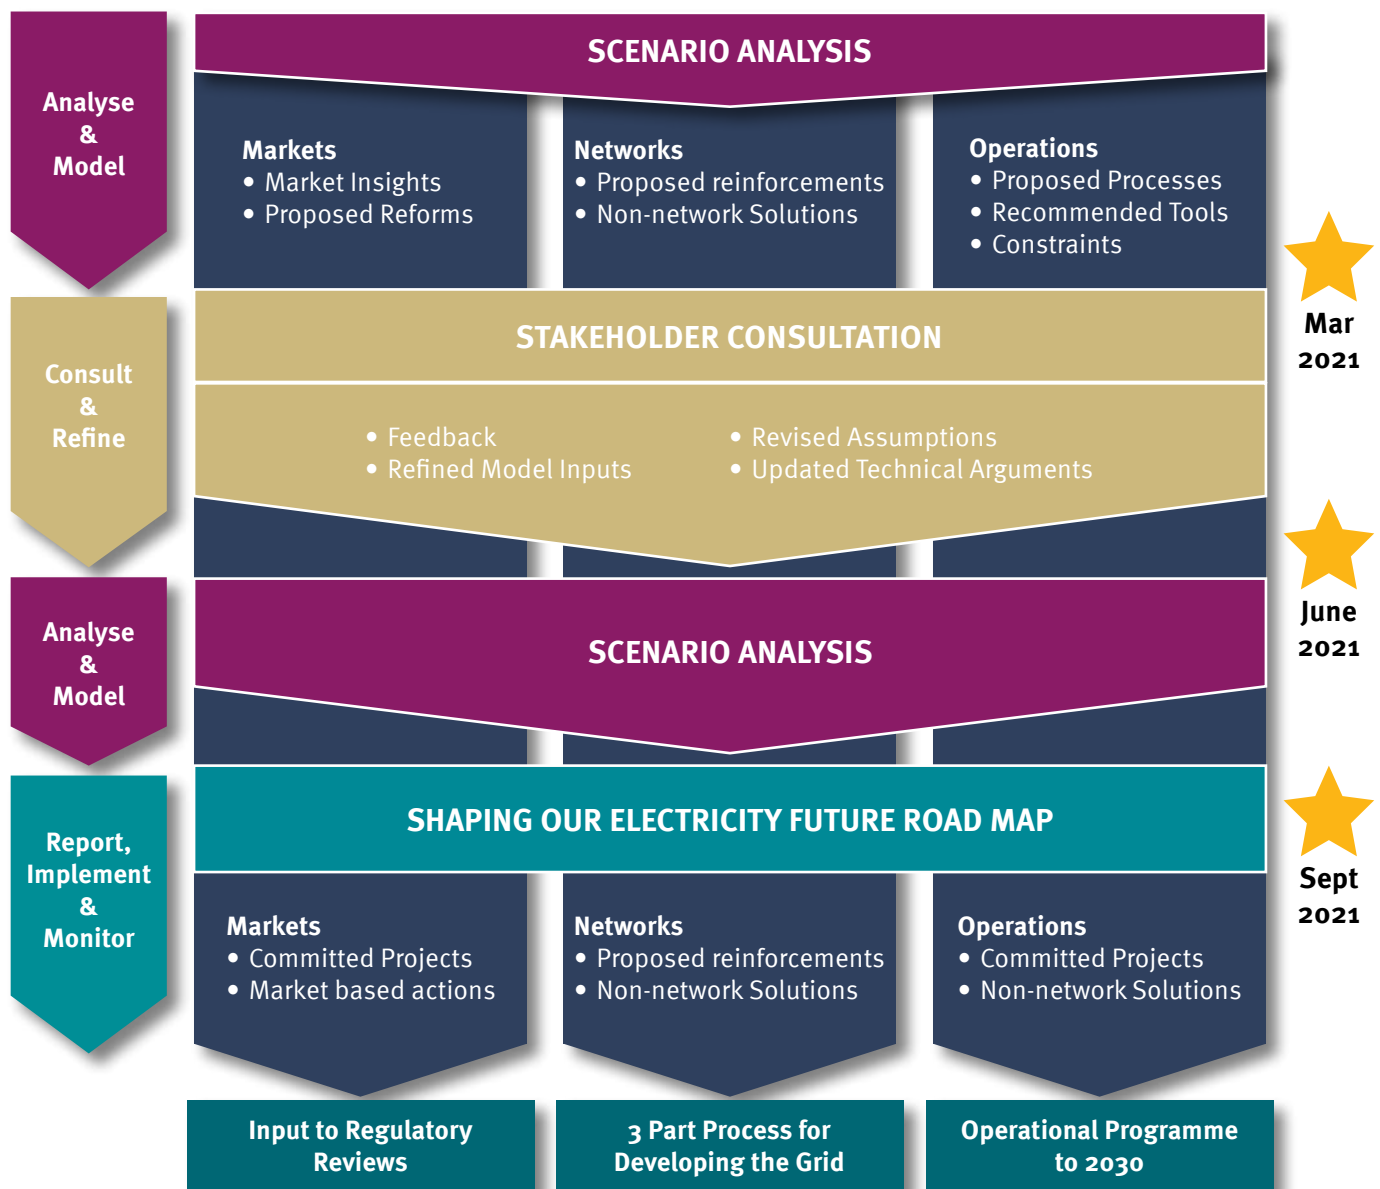 SCENARIO ANALYSIS
Analyse
&
Model
Markets
• Market Insights
• Proposed Reforms
Networks
• Proposed reinforcements
• Non-network Solutions
Operations
• Proposed Processes
• Recommended Tools
• Constraints
Mar
2021
Consult
&
Refine
STAKEHOLDER CONSULTATION
• Feedback
• Refined Model Inputs
• Revised Assumptions
• Updated Technical Arguments
June
2021
Analyse
&
Model
SCENARIO ANALYSIS
Report,
Implement
&
Monitor
SHAPING OUR ELECTRICITY FUTURE ROAD MAP
Sept
2021
Markets
• Committed Projects
• Market based actions
Networks
• Proposed reinforcements
• Non-network Solutions
Operations
• Committed Projects
• Non-network Solutions
Input to Regulatory
Reviews
3 Part Process for
Developing the Grid
Operational Programme
to 2030